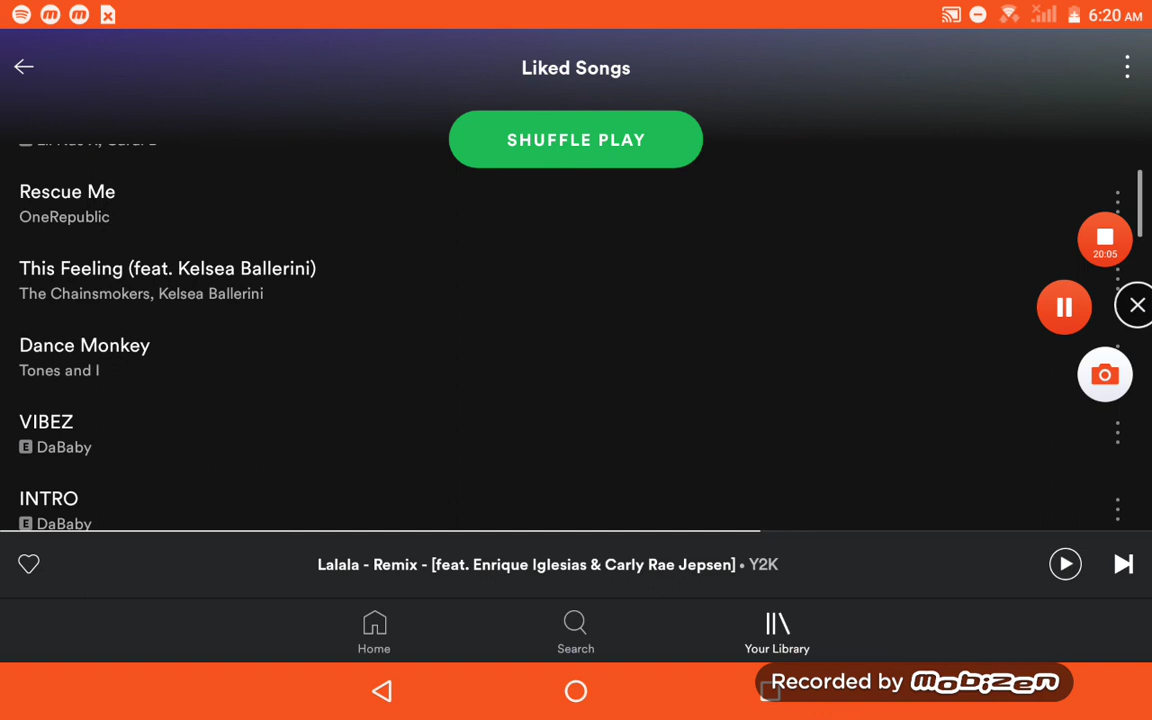 6:20 AM
Liked Songs
SHUFFLE PLAY
Rescue Me
OneRepublic
This Feeling (feat. Kelsea Ballerini)
The Chainsmokers, Kelsea Ballerini
Dance Monkey
Tones and I
VIBEZ
E DaBaby
INTRO
E DaBaby
20:05
Lalala - Remix - [feat. Enrique Iglesias & Carly Rae Jepsen] • Y2K
Home
Search
Your Library
Recorded by mobizen